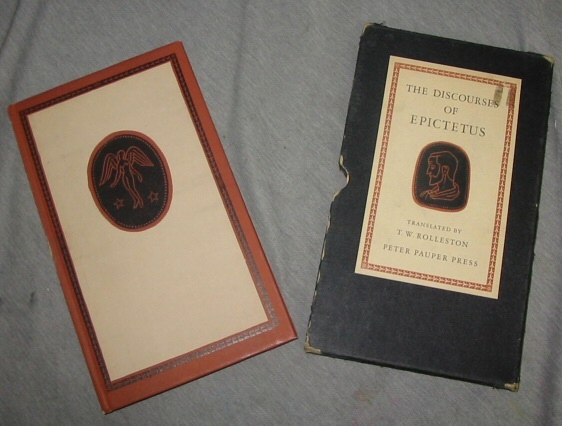 THE DISCOURSES
OF
EPICTETUS
TRANSLATED BY
T. W. ROLLESTON
PETER PAUPER PRESS